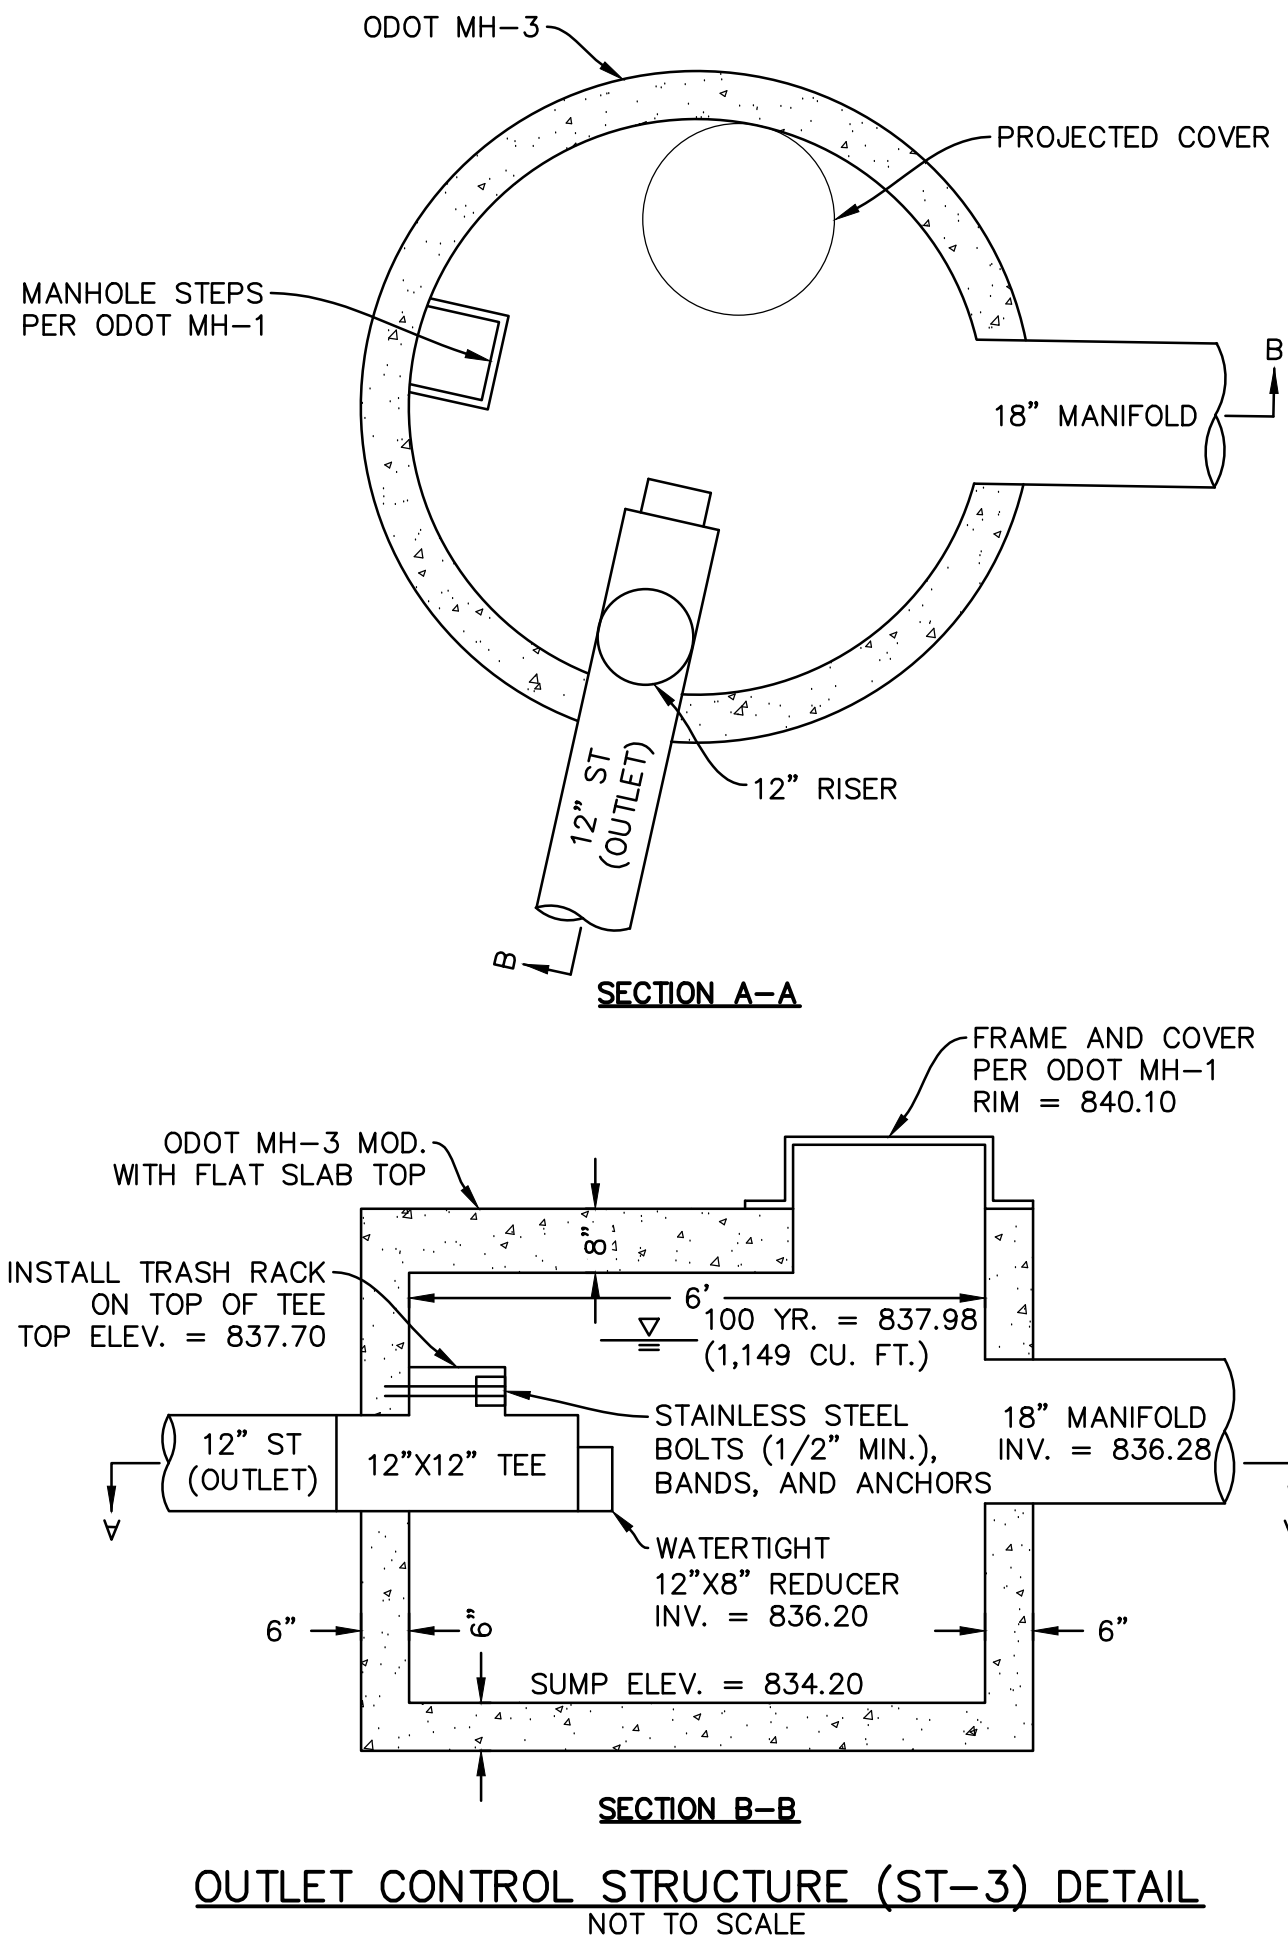 ODOT MH-3
PROJECTED COVER
MANHOLE STEPS
PER ODOT MH-1
B
18” MANIFOLD
12” ST
(OUTLET)
12” RISER
B
SECTION A-A
FRAME AND COVER
PER ODOT MH-1
RIM = 840.10
ODOT MH-3 MOD.
WITH FLAT SLAB TOP
8”
INSTALL TRASH RACK
ON TOP OF TEE
TOP ELEV. = 837.70
6'
100 YR. = 837.98
(1,149 CU. FT.)
STAINLESS STEEL
BOLTS (1/2” MIN.),
BANDS, AND ANCHORS
18” MANIFOLD
INV. = 836.28
12” ST
(OUTLET)
12”X12” TEE
A
WATERTIGHT
12”X8” REDUCER
INV. = 836.20
6”
6”
6”
SUMP ELEV. = 834.20
SECTION B-B
OUTLET CONTROL STRUCTURE (ST-3) DETAIL
NOT TO SCALE